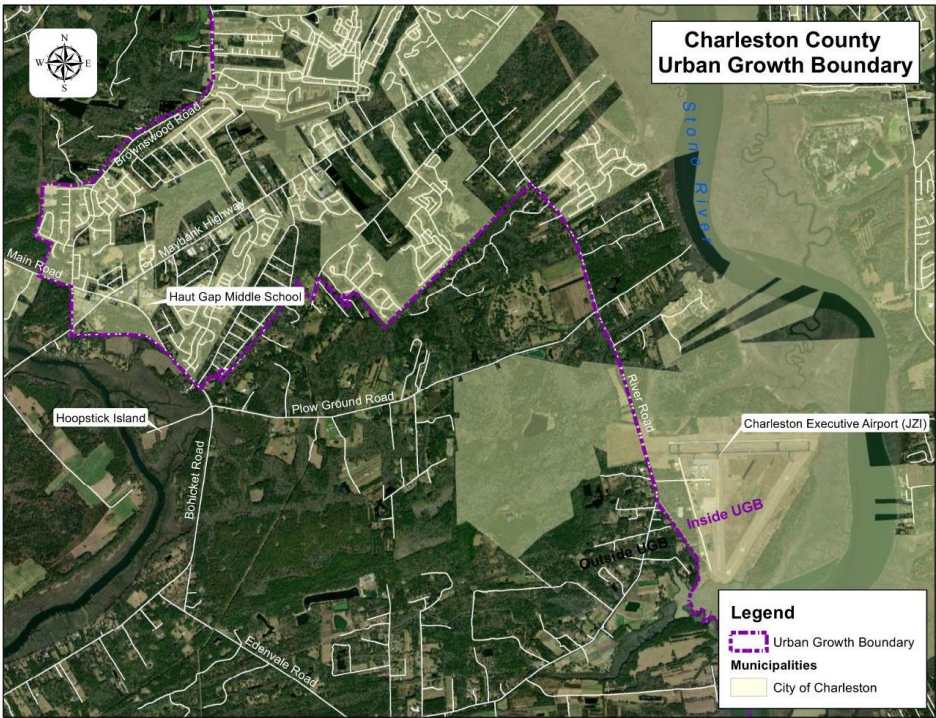 Charleston County
Urban Growth Boundary
N
W E
S
Stono River
Brownswood Road
Maybank Highway
Main Road
Haut Gap Middle School
River Road
Plow Ground Road
Hoopstick Island
Charleston Executive Airport (JZI)
Bohicket Road
Inside UGB
Outside UGB
Edenvale Road
Legend
Urban Growth Boundary
Municipalities
City of Charleston